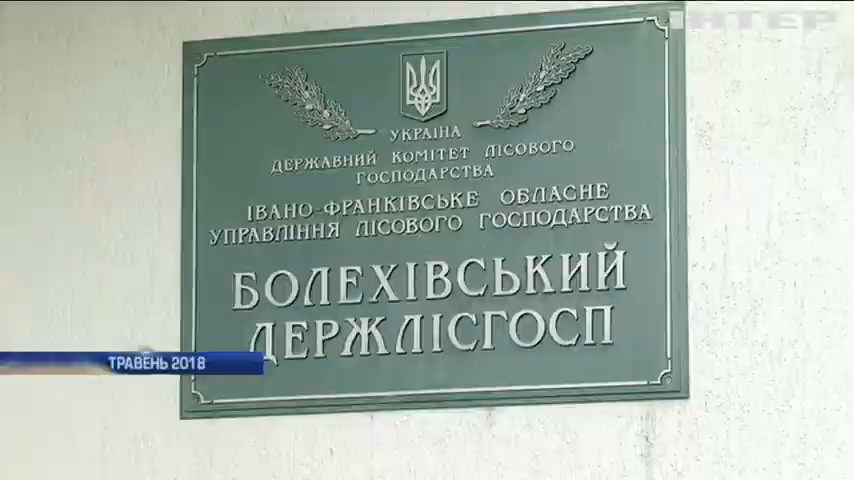 ІНТЕР
УКРАЇНА
ДЕРЖАВНИЙ КОМІТЕТ ЛІСОВОГО
ГОСПОДАРСТВА
ІВАНО-ФРАНКІВСЬКЕ ОБЛАСНЕ
УПРАВЛІННЯ ЛІСОВОГО ГОСПОДАРСТВА
БОЛЕХІВСЬКИЙ
ДЕРЖЛІСГОСП
ТРАВЕНЬ 2018